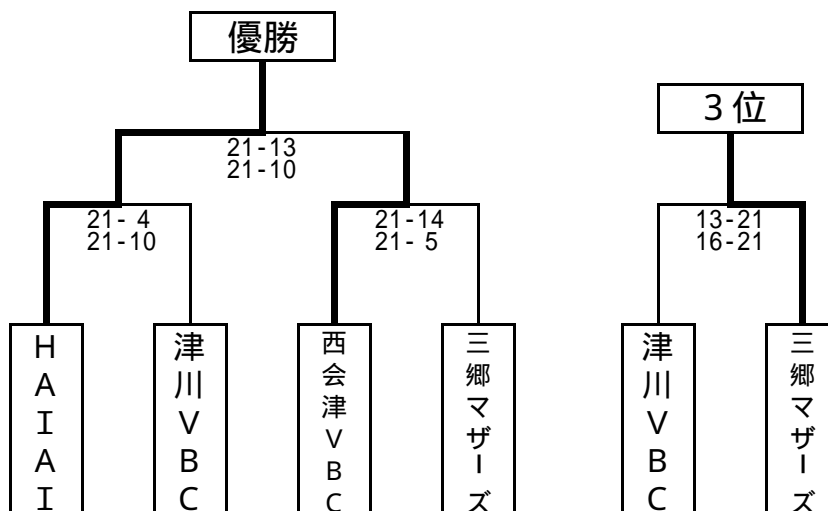 優勝
３位
21-13
21-10
21- 4
21-10
21-14
21- 5
13-21
16-21
ＨＡＩＡＩ
津川ＶＢＣ
西会津ＶＢＣ
三郷マザーズ
津川ＶＢＣ
三郷マザーズ